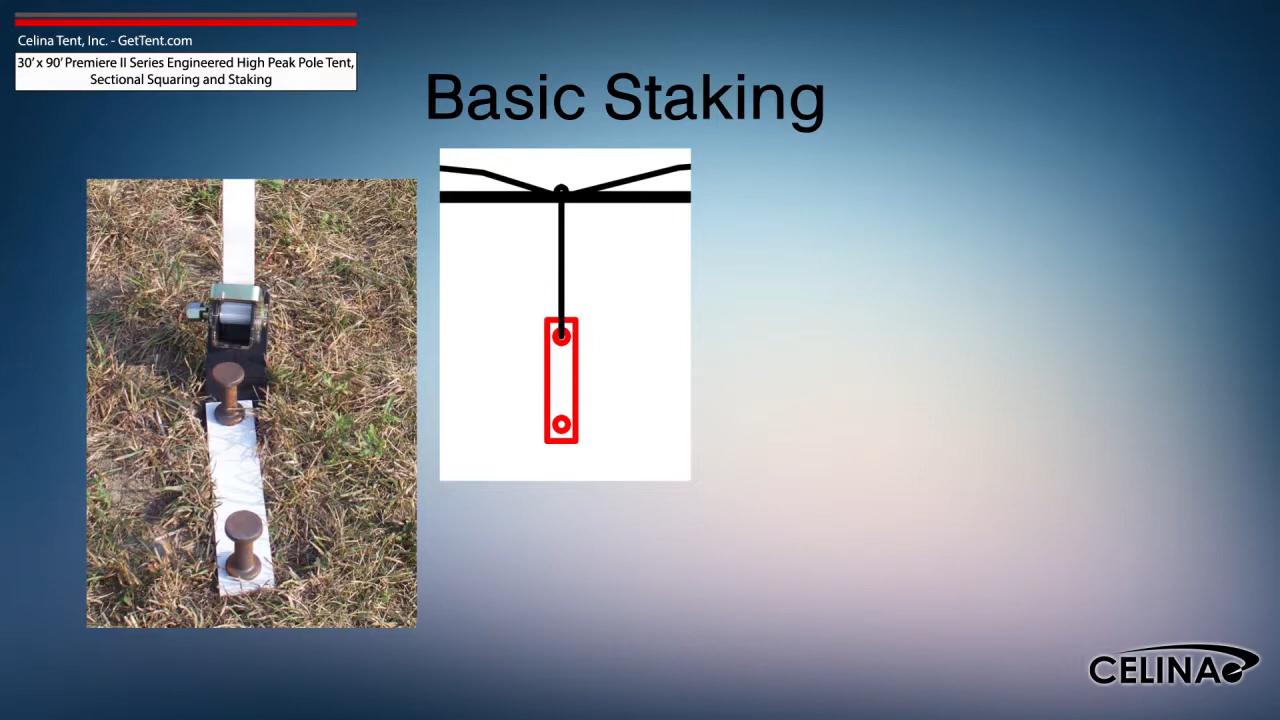 Celina Tent, Inc. - GetTent.com
30’ x 90’ Premiere II Series Engineered High Peak Pole Tent,
Sectional Squaring and Staking
Basic Staking
CELINA